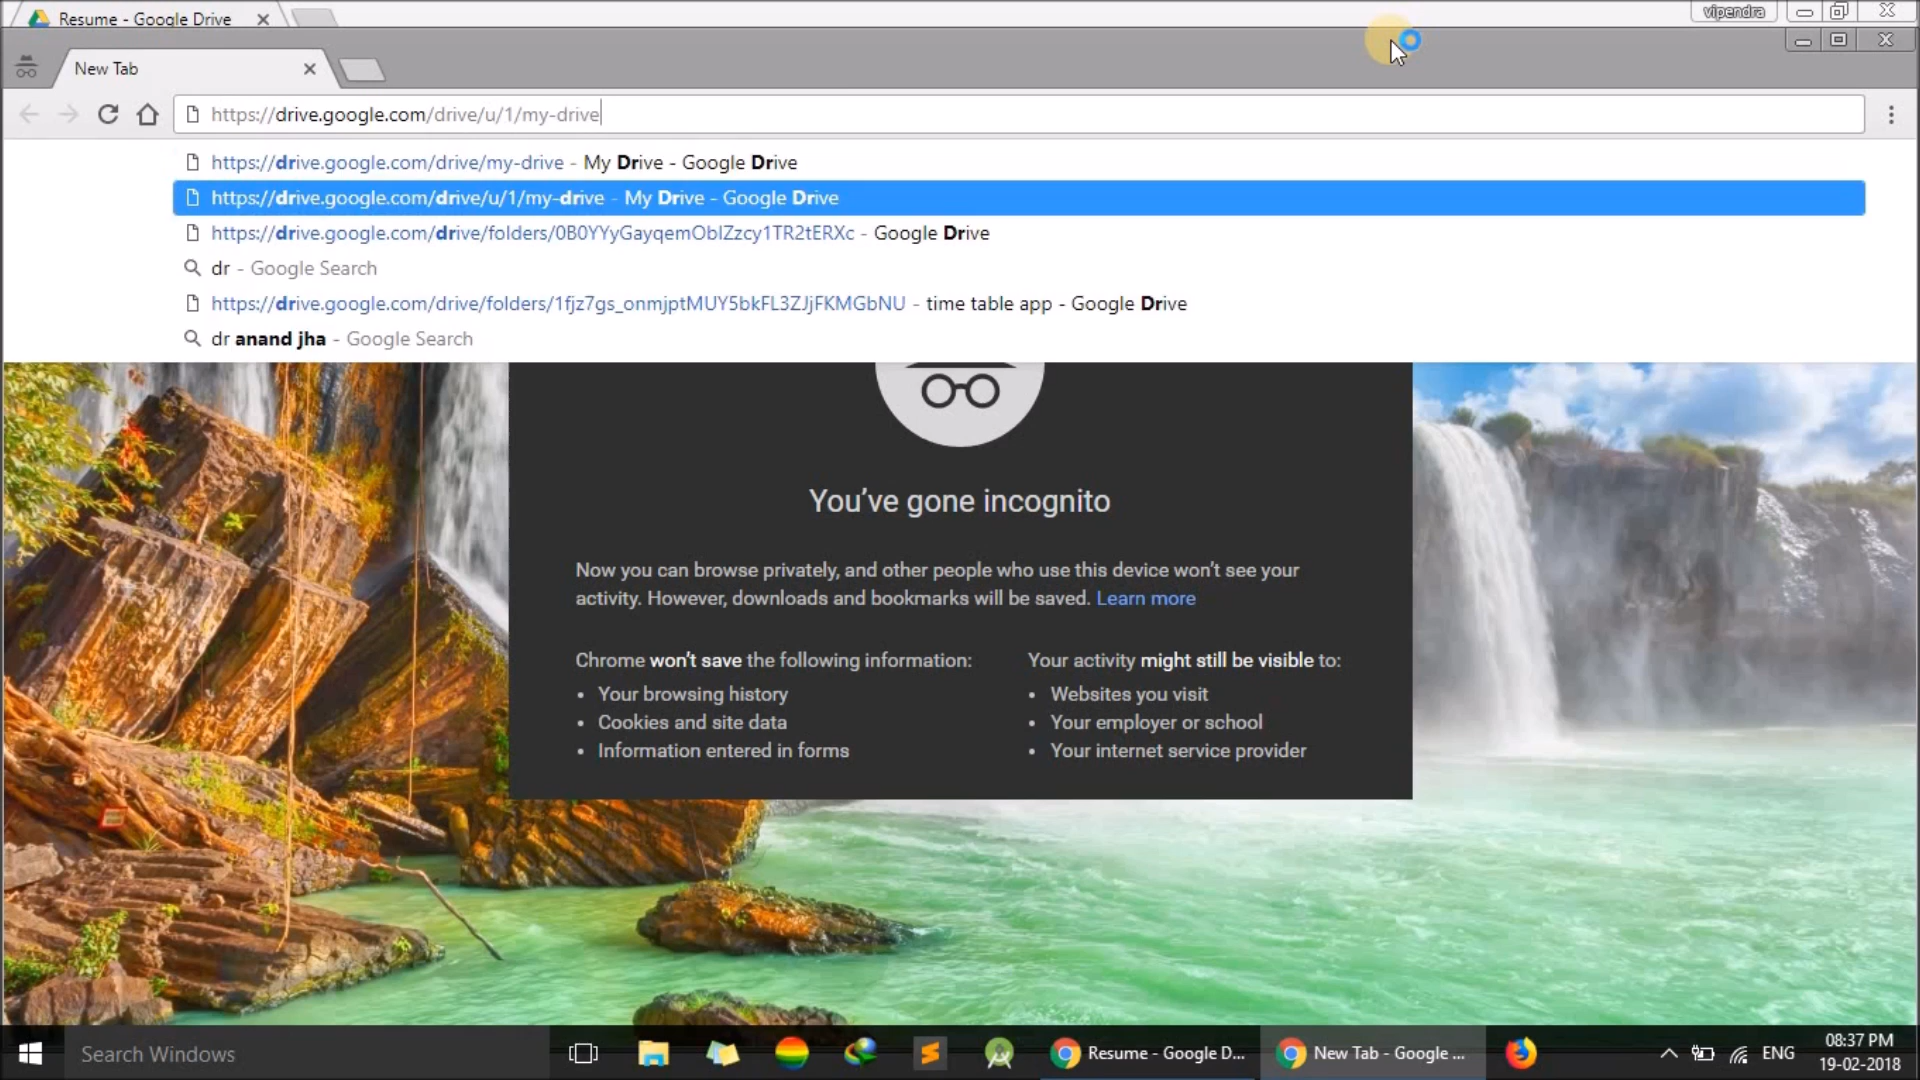 Resume - Google Drive
vipendra
New Tab
https://drive.google.com/drive/u/1/my-drive
https://drive.google.com/drive/my-drive - My Drive - Google Drive
https://drive.google.com/drive/u/1/my-drive - My Drive - Google Drive
https://drive.google.com/drive/folders/0B0YYyGayqemOblZzcy1TR2tERXc - Google Drive
dr - Google Search
https://drive.google.com/drive/folders/1fjz7gs_onmjptMUY5bkFL3ZJjFKMGbNU - time table app - Google Drive
dr anand jha - Google Search
You’ve gone incognito
Now you can browse privately, and other people who use this device won’t see your
activity. However, downloads and bookmarks will be saved. Learn more
Chrome won’t save the following information:
• Your browsing history
• Cookies and site data
• Information entered in forms
Your activity might still be visible to:
• Websites you visit
• Your employer or school
• Your internet service provider
Search Windows
Resume - Google D...
New Tab - Google ...
ENG
08:37 PM
19-02-2018